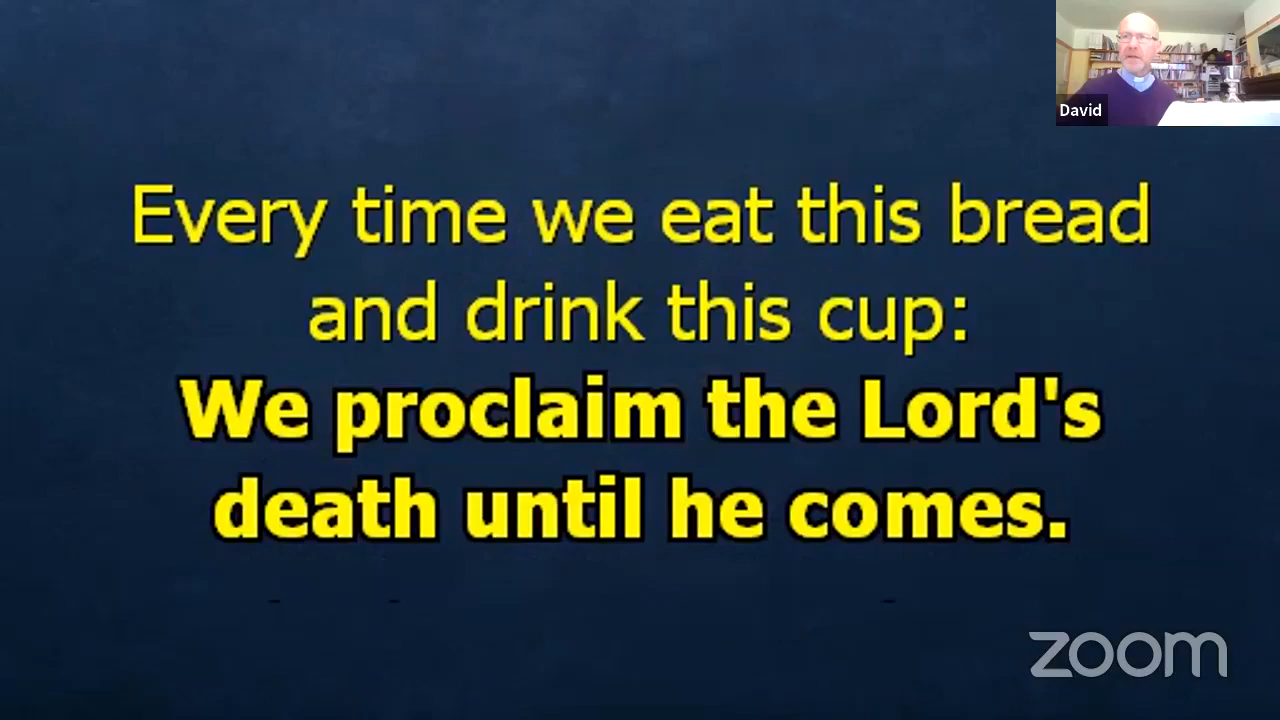 David
Every time we eat this bread
and drink this cup:
We proclaim the Lord's
death until he comes.
zoom